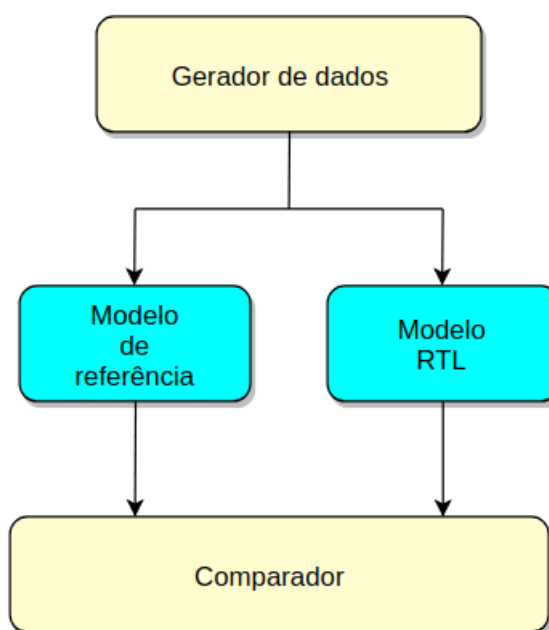 Gerador de dados
Modelo
de
referência
Modelo
RTL
Comparador